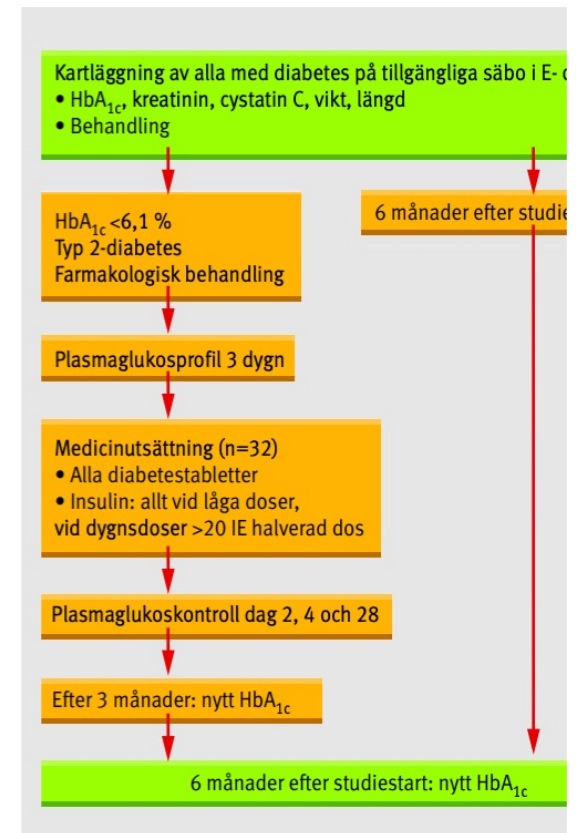 Kartläggning av alla med diabetes på tillgängliga säbo i E-
• HbA1c, kreatinin, cystatin C, vikt, längd
• Behandling
HbA1c <6,1 %
Typ 2-diabetes
Farmakologisk behandling
6 månader efter
Plasmaglukosprofil 3 dygn
Medicinutsättning (n=32)
• Alla diabetestabletter
• Insulin: allt vid låga doser,
vid dygnsdoser >20 IE halverad dos
Plasmaglukoskontroll dag 2, 4 och 28
Efter 3 månader: nytt HbA1c
6 månader efter studiestart: nytt HbA1c